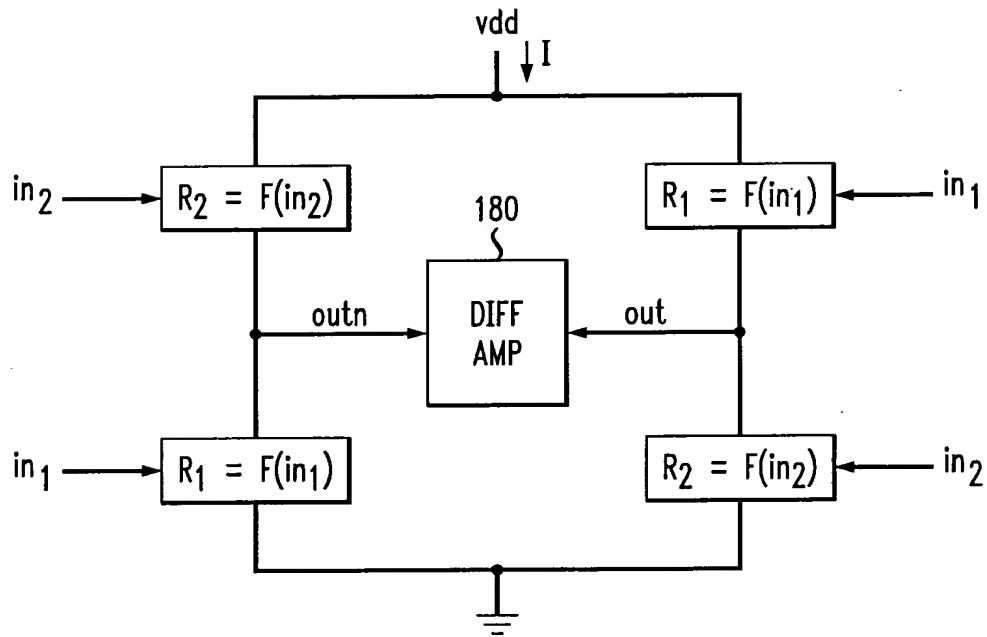 vdd
I
in2
R2 = F(in2)
R1 = F(in1)
in1
180
outn
DIFF
AMP
out
in1
R1 = F(in1)
R2 = F(in2)
in2